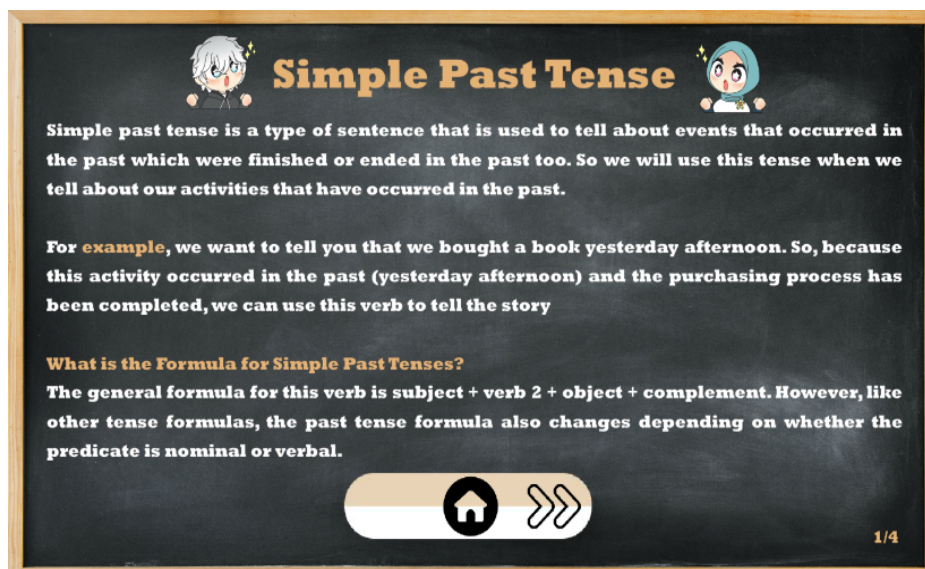 Simple Past Tense
Simple past tense is a type of sentence that is used to tell about events that occurred in
the past which were finished or ended in the past too. So we will use this tense when we
tell about our activities that have occurred in the past.
For example, we want to tell you that we bought a book yesterday afternoon. So, because
this activity occurred in the past (yesterday afternoon) and the purchasing process has
been completed, we can use this verb to tell the story
What is the Formula for Simple Past Tenses?
The general formula for this verb is subject + verb 2 + object + complement. However, like
other tense formulas, the past tense formula also changes depending on whether the
predicate is nominal or verbal.
1/4